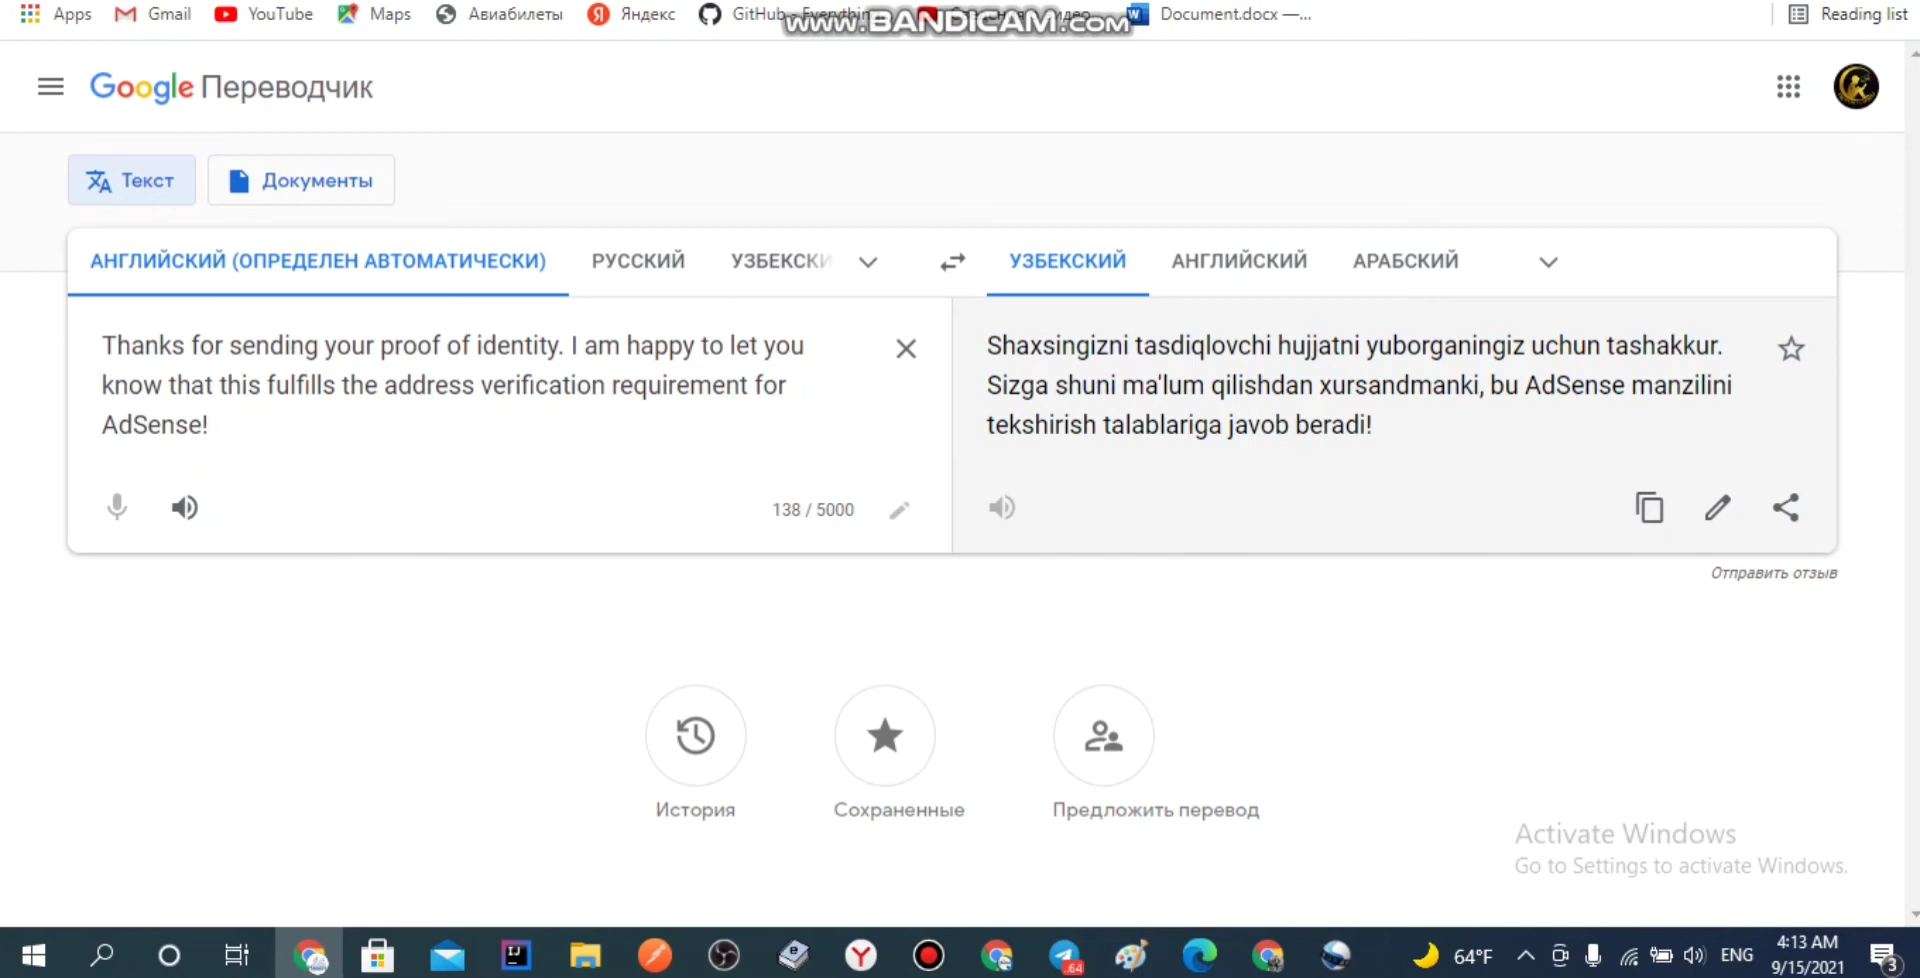 Apps Gmail YouTube Maps Авиабилеты Яндекс GitHub - Document.docx —... Reading list
www.BANDICAM.com
Google Переводчик
Текст Документы
АНГЛИЙСКИЙ (ОПРЕДЕЛЕН АВТОМАТИЧЕСКИ) РУССКИЙ УЗБЕКСКИ УЗБЕКСКИЙ АНГЛИЙСКИЙ АРАБСКИЙ
Thanks for sending your proof of identity. I am happy to let you
know that this fulfills the address verification requirement for
AdSense!
138 / 5000
Shaxsingizni tasdiqlovchi hujjatni yuborganingiz uchun tashakkur.
Sizga shuni ma'lum qilishdan xursandmanki, bu AdSense manzilini
tekshirish talablariga javob beradi!
Отправить отзыв
История Сохраненные Предложить перевод
Activate Windows
Go to Settings to activate Windows.
.64 64°F ENG 4:13 AM
9/15/2021 3